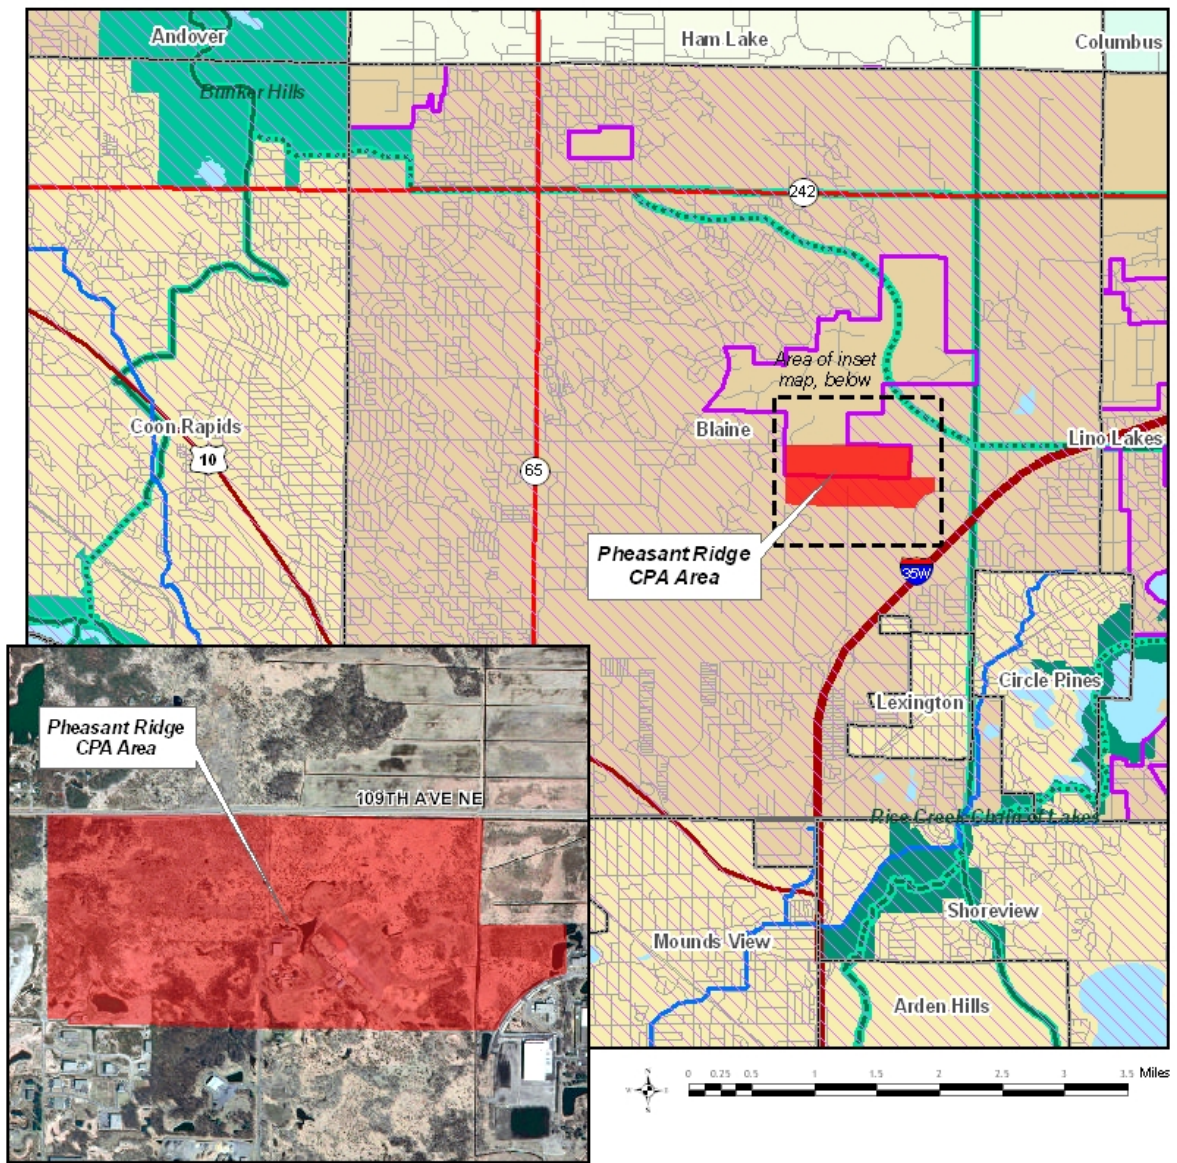 Andover
Ham Lake
Columbus
Bunker Hills
242
Area of inset
map, below
Coon Rapids
10
Blaine
Lino Lakes
65
Pheasant Ridge
CPA Area
35W
Circle Pines
Lexington
Pheasant Ridge
CPA Area
109TH AVE NE
Rice Creek Chain of Lakes
Shoreview
Mounds View
Arden Hills
N
W
E
S
0 0.25 0.5 1 1.5 2 2.5 3 3.5 Miles